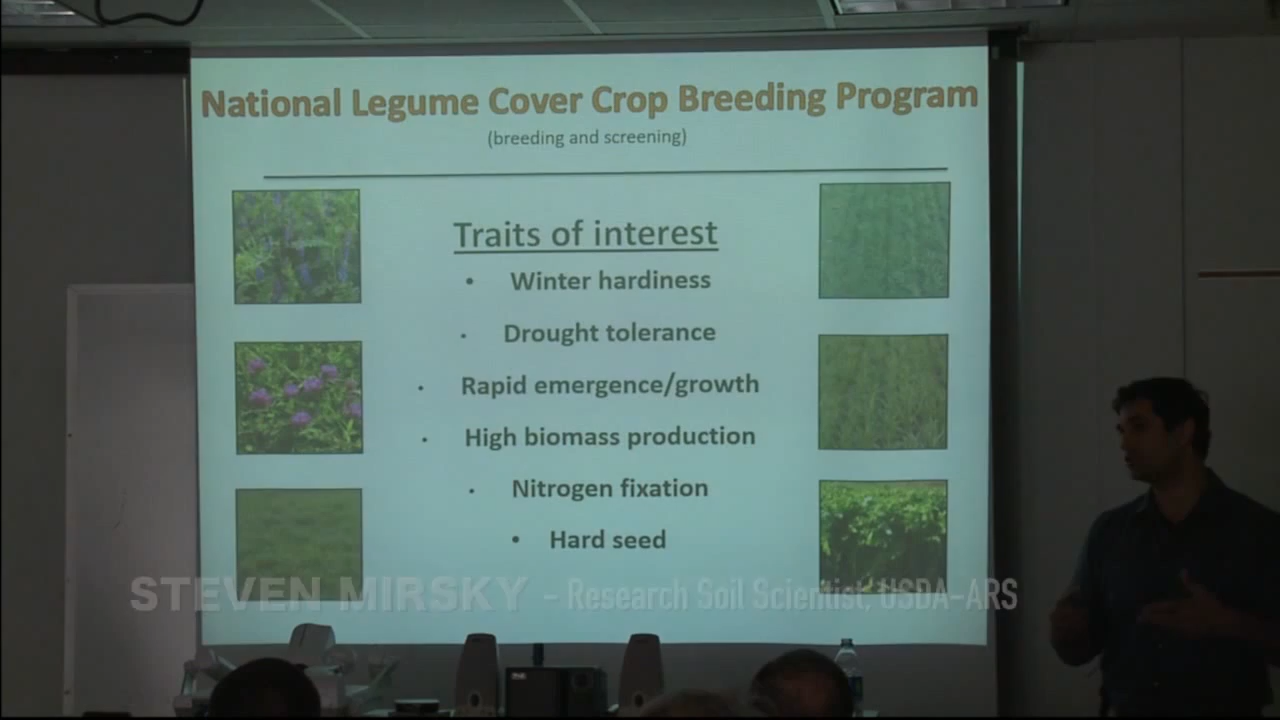 National Legume Cover Crop Breeding Program
(breeding and screening)
Traits of interest
• Winter hardiness
• Drought tolerance
• Rapid emergence/growth
• High biomass production
• Nitrogen fixation
• Hard seed
STEVEN MIRSKY – Research Soil Scientist, USDA-ARS